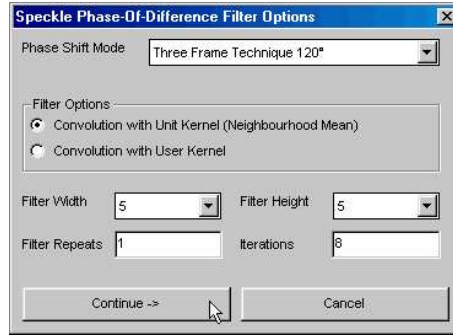 Speckle Phase-Of-Difference Filter Options
Phase Shift Mode Three Frame Technique 120°
Filter Options
Convolution with Unit Kernel (Neighbourhood Mean)
Convolution with User Kernel
Filter Width 5 Filter Height 5
Filter Repeats 1 Iterations 8
Continue -> Cancel